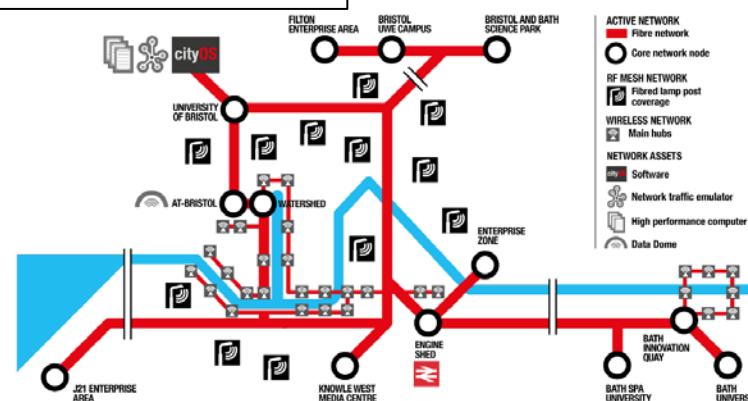 FILTON
ENTERPRISE AREA
BRISTOL
UWE CAMPUS
BRISTOL AND BATH
SCIENCE PARK
cityOS
UNIVERSITY
OF BRISTOL
AT-BRISTOL
WATERSHED
ENTERPRISE
ZONE
ENGINE
SHED
J21 ENTERPRISE
AREA
KNOWLE WEST
MEDIA CENTRE
BATH
INNOVATION
QUAY
BATH SPA
UNIVERSITY
BATH
UNIVERS
ACTIVE NETWORK
Fibre network
Core network node
RF MESH NETWORK
Fibred lamp post
coverage
WIRELESS NETWORK
Main hubs
NETWORK ASSETS
cityOS
Software
Network traffic emulator
High performance computer
Data Dome